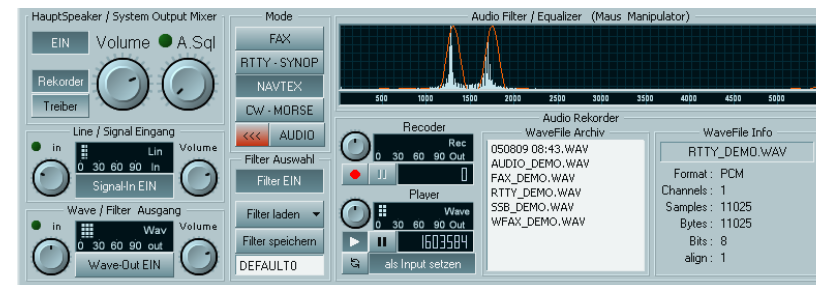 HauptSpeaker / System Output Mixer
EIN
Volume
A.Sql
Rekorder
Treiber
Line / Signal Eingang
in
Lin
Volume
0 30 60 90 In
Signal-In EIN
Wave / Filter Ausgang
in
Wav
Volume
0 30 60 90 out
Wave-Out EIN
Mode
FAX
RTTY - SYNOP
NAVTEX
CW - MORSE
<<< AUDIO
Filter Auswahl
Filter EIN
Filter laden
Filter speichern
DEFAULT0
Audio Filter / Equalizer (Maus Manipulator)
500 1000 1500 2000 2500 3000 3500 4000 4500 5000
Audio Rekorder
Recoder
Rec
0 30 60 90 Out
0
Player
Wave
0 30 60 90 Out
1603584
als Input setzen
WaveFile Archiv
050809 08:43.WAV
AUDIO_DEMO.WAV
FAX_DEMO.WAV
RTTY_DEMO.WAV
SSB_DEMO.WAV
WFAX_DEMO.WAV
WaveFile Info
RTTY_DEMO.WAV
Format : PCM
Channels : 1
Samples : 11025
Bytes : 11025
Bits : 8
align : 1